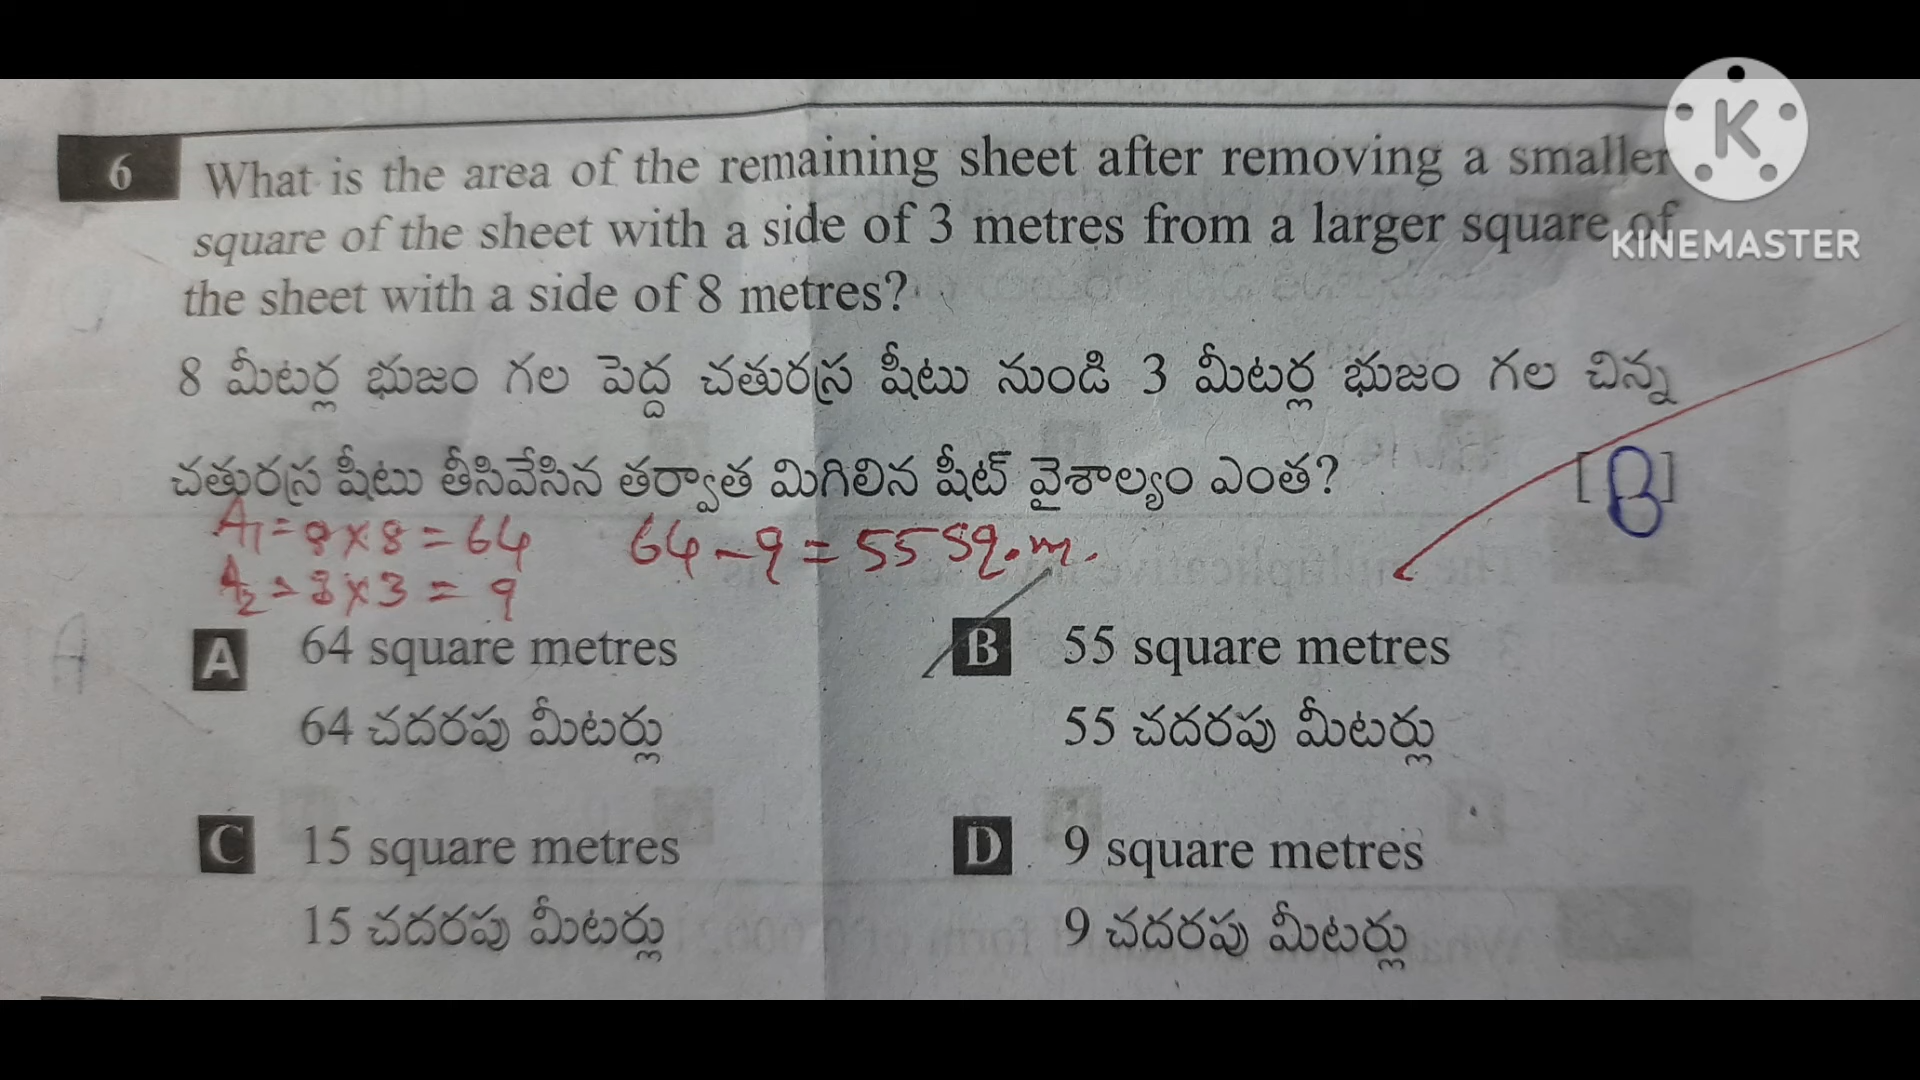 6 What is the area of the remaining sheet after removing a smaller
square of the sheet with a side of 3 metres from a larger square of
the sheet with a side of 8 metres?
8 మీటర్ల భుజం గల పెద్ద చతురస్ర షీటు నుండి 3 మీటర్ల భుజం గల చిన్న
చతురస్ర షీటు తీసివేసిన తర్వాత మిగిలిన షీట్ వైశాల్యం ఎంత? [B]
A1 = 8 × 8 = 64 64 - 9 = 55 sq.m.
A2 = 3 × 3 = 9
A 64 square metres
64 చదరపు మీటర్లు
B 55 square metres
55 చదరపు మీటర్లు
C 15 square metres
15 చదరపు మీటర్లు
D 9 square metres
9 చదరపు మీటర్లు
K
KINEMASTER